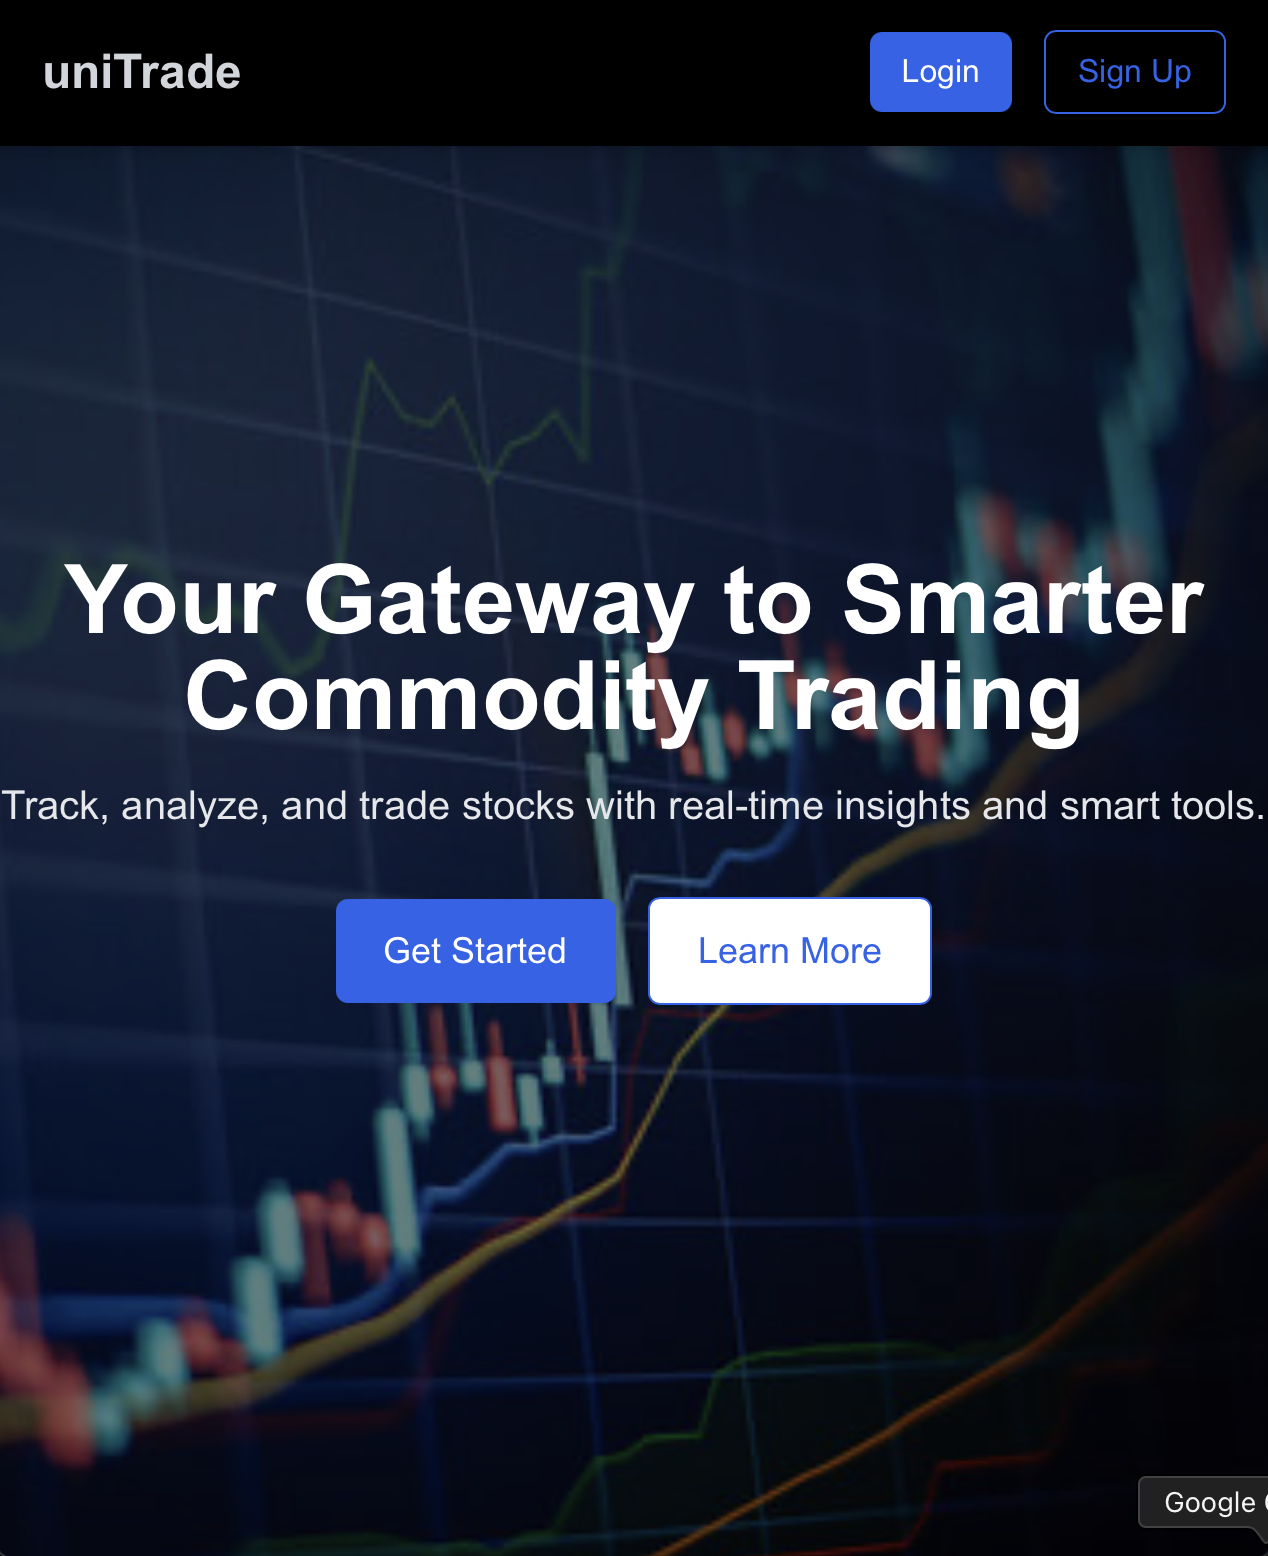 uniTrade
Login
Sign Up
Your Gateway to Smarter
Commodity Trading
Track, analyze, and trade stocks with real-time insights and smart tools.
Get Started
Learn More
Google